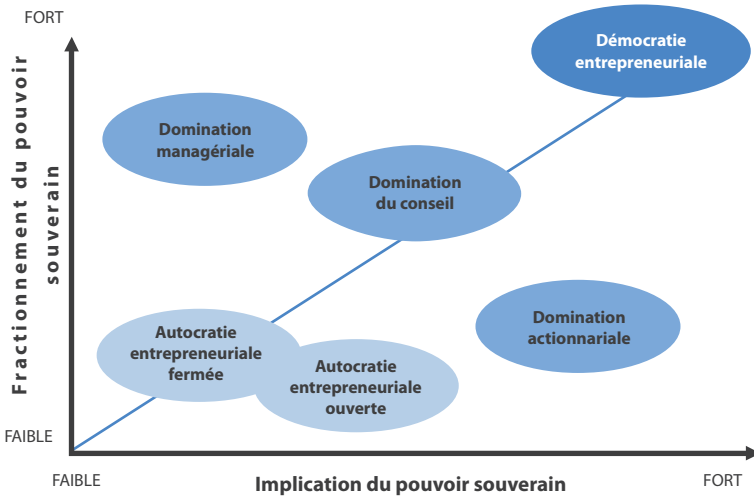 FORT
Fractionnement du pouvoir
souverain
Démocratie
entrepreneuriale
Domination
managériale
Domination
du conseil
Domination
actionnariale
Autocratie
entrepreneuriale
fermée
Autocratie
entrepreneuriale
ouverte
FAIBLE
FAIBLE
Implication du pouvoir souverain
FORT